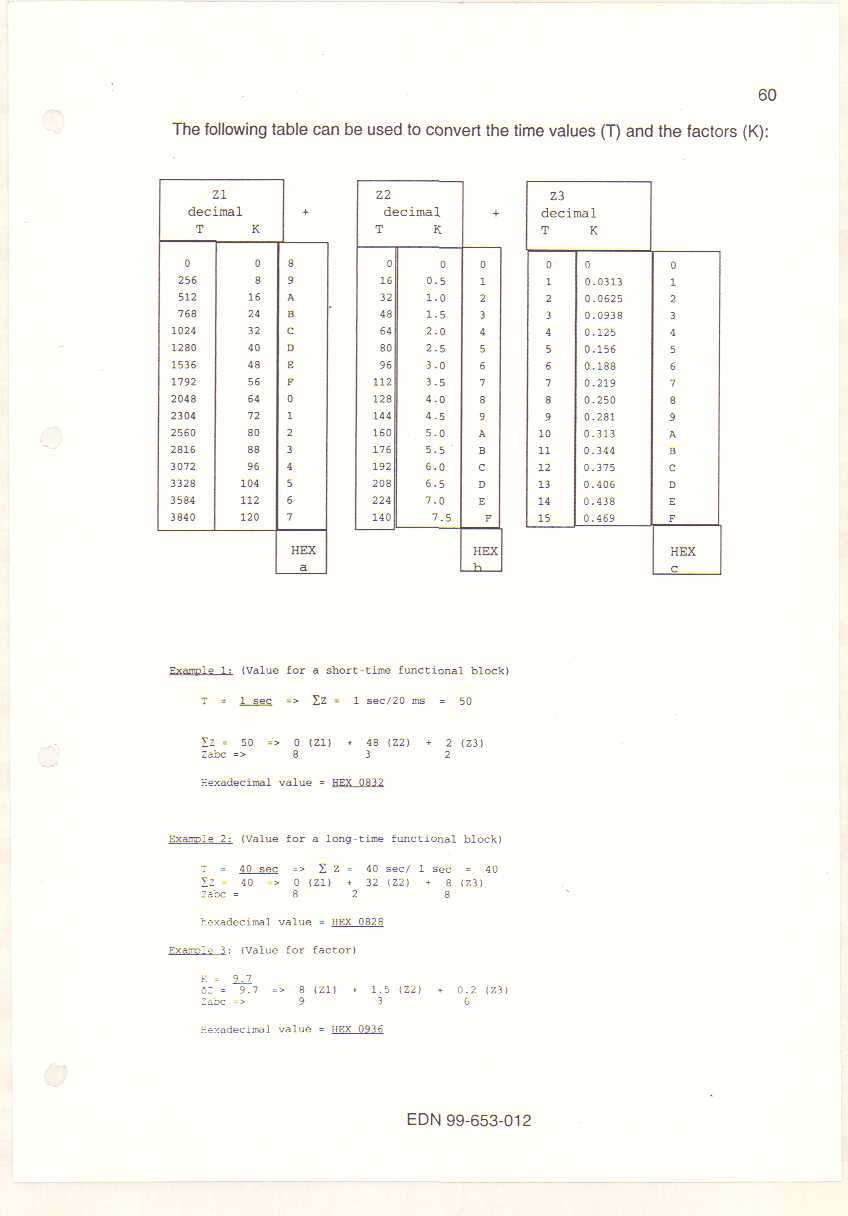 60
The following table can be used to convert the time values (T) and the factors (K):
Z1 Z2 Z3
decimal + decimal + decimal
T K T K T K
0 0 8 0 0 0 0 0 0
256 8 9 16 0.5 1 1 0.0313 1
512 16 A 32 1.0 2 2 0.0625 2
768 24 B 48 1.5 3 3 0.0938 3
1024 32 C 64 2.0 4 4 0.125 4
1280 40 D 80 2.5 5 5 0.156 5
1536 48 E 96 3.0 6 6 0.188 6
1792 56 F 112 3.5 7 7 0.219 7
2048 64 0 128 4.0 8 8 0.250 8
2304 72 1 144 4.5 9 9 0.281 9
2560 80 2 160 5.0 A 10 0.313 A
2816 88 3 176 5.5 B 11 0.344 B
3072 96 4 192 6.0 C 12 0.375 C
3328 104 5 208 6.5 D 13 0.406 D
3584 112 6 224 7.0 E 14 0.438 E
3840 120 7 140 7.5 F 15 0.469 F
HEX HEX HEX
a b c
Example 1: (Value for a short-time functional block)
T = 1 sec => ΣZ = 1 sec/20 ms = 50
ΣZ = 50 => 0 (Z1) + 48 (Z2) + 2 (Z3)
Zabc => 8 3 2
Hexadecimal value = HEX 0832
Example 2: (Value for a long-time functional block)
T = 40 sec => Σ Z = 40 sec/ 1 sec = 40
ΣZ = 40 => 0 (Z1) + 32 (Z2) + 8 (Z3)
Zabc = 8 2 8
hexadecimal value = HEX 0828
Example 3: (Value for factor)
K = 9.7
= 9.7 => 8 (Z1) + 1.5 (Z2) + 0.2 (Z3)
Zabc => 9 3 6
Hexadecimal value = HEX 0936
EDN 99-653-012